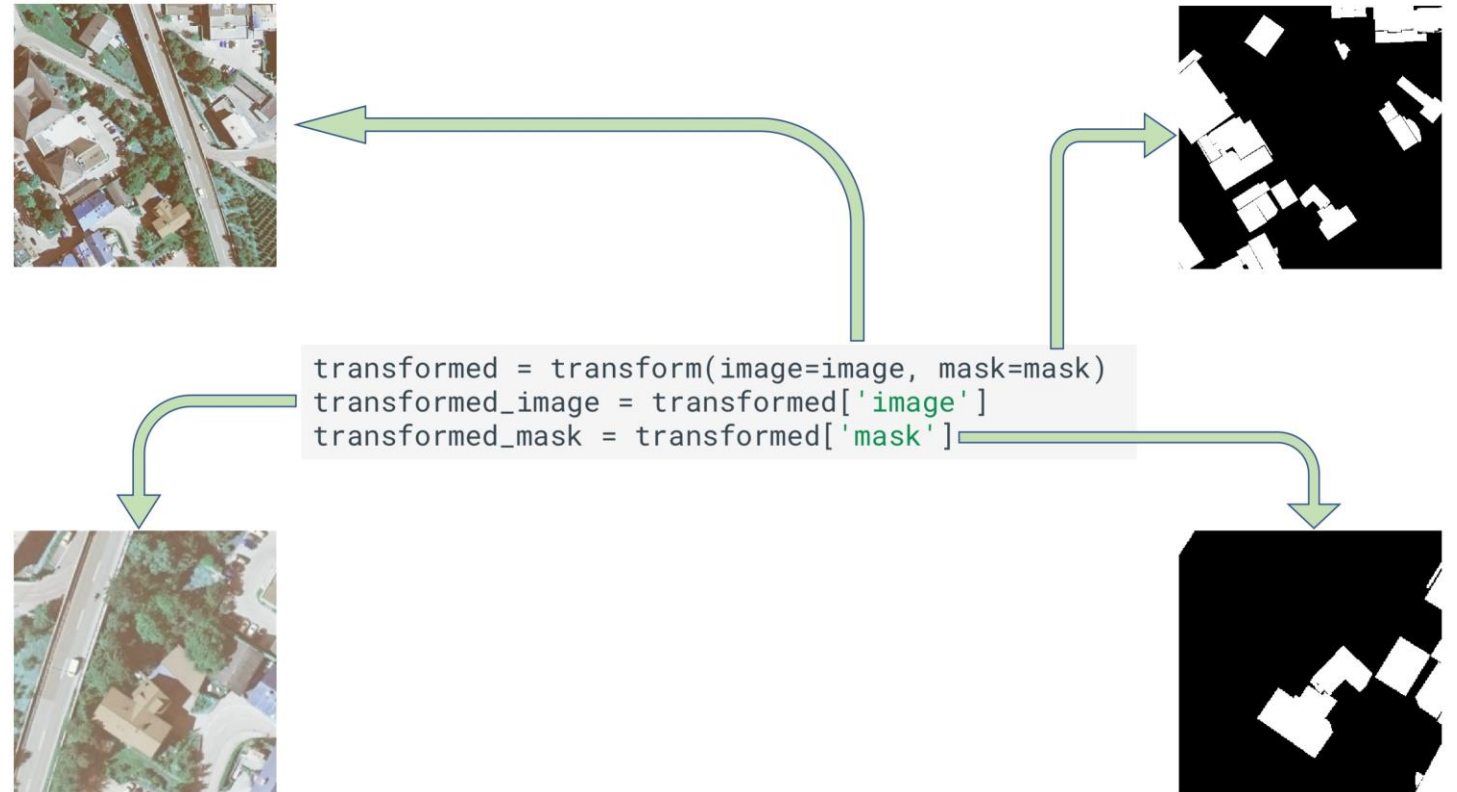 transformed = transform(image=image, mask=mask)
transformed_image = transformed['image']
transformed_mask = transformed['mask']